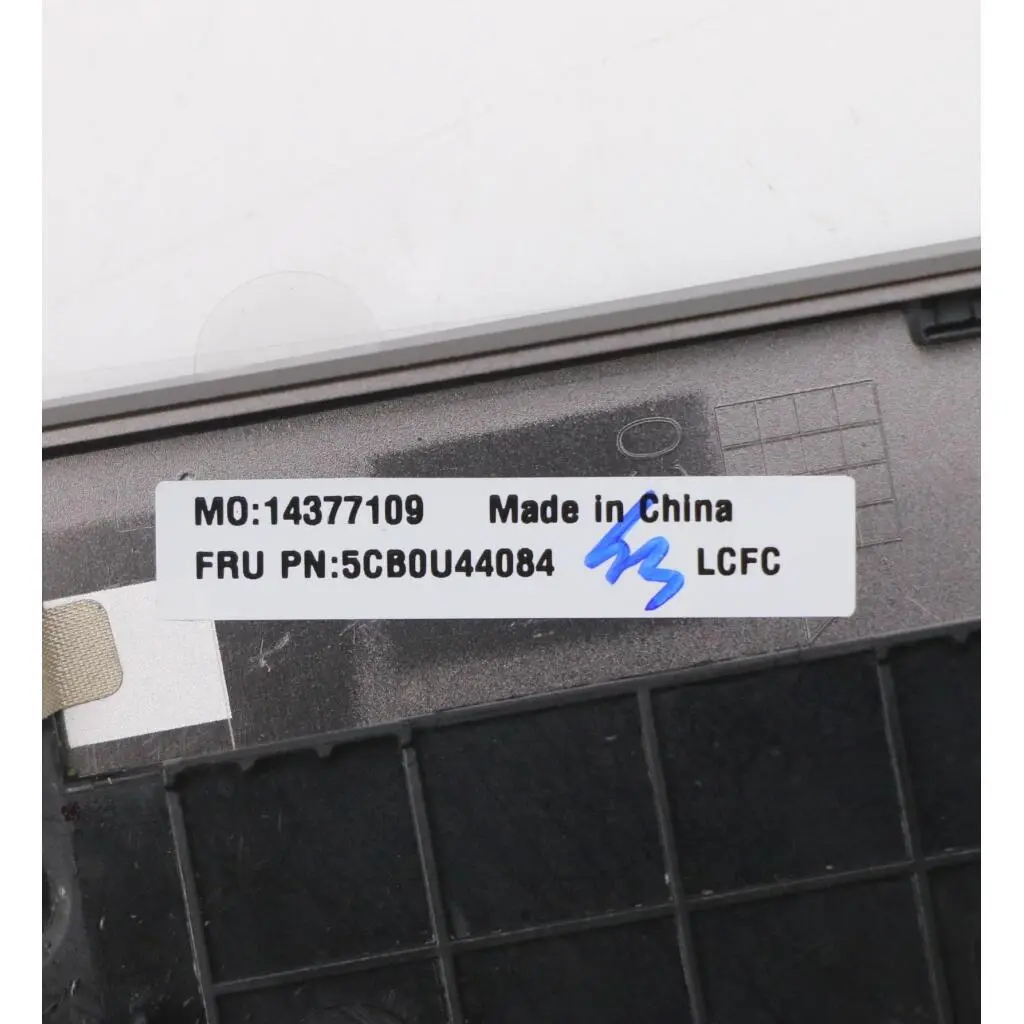 MO:14377109 Made in China
FRU PN:5CB0U44084 LCFC